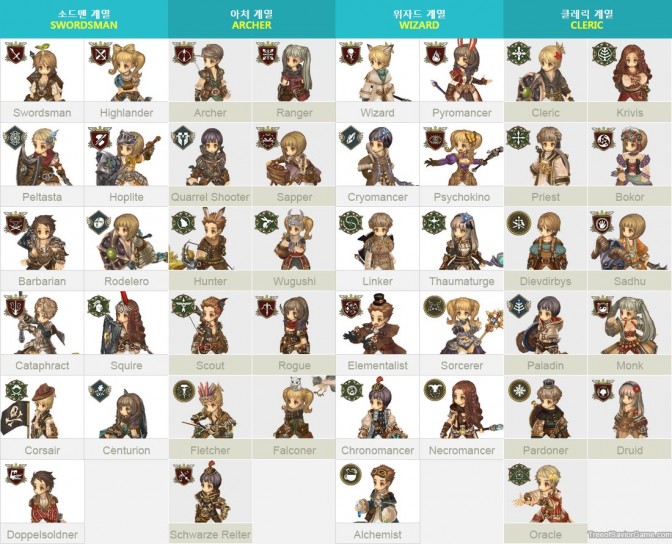 소드맨 계열 아처 계열 위자드 계열 클레릭 계열
SWORDSMAN ARCHER WIZARD CLERIC
Swordsman Highlander Archer Ranger Wizard Pyromancer Cleric Krivis
Peltasta Hoplite Quarrel Shooter Sapper Cryomancer Psychokino Priest Bokor
Barbarian Rodelero Hunter Wugushi Linker Thaumaturge Dievdirbys Sadhu
Cataphract Squire Scout Rogue Elementalist Sorcerer Paladin Monk
Corsair Centurion Fletcher Falconer Chronomancer Necromancer Pardoner Druid
Doppelsoldner Schwarze Reiter Alchemist Oracle
TreeofSaviorGame.com